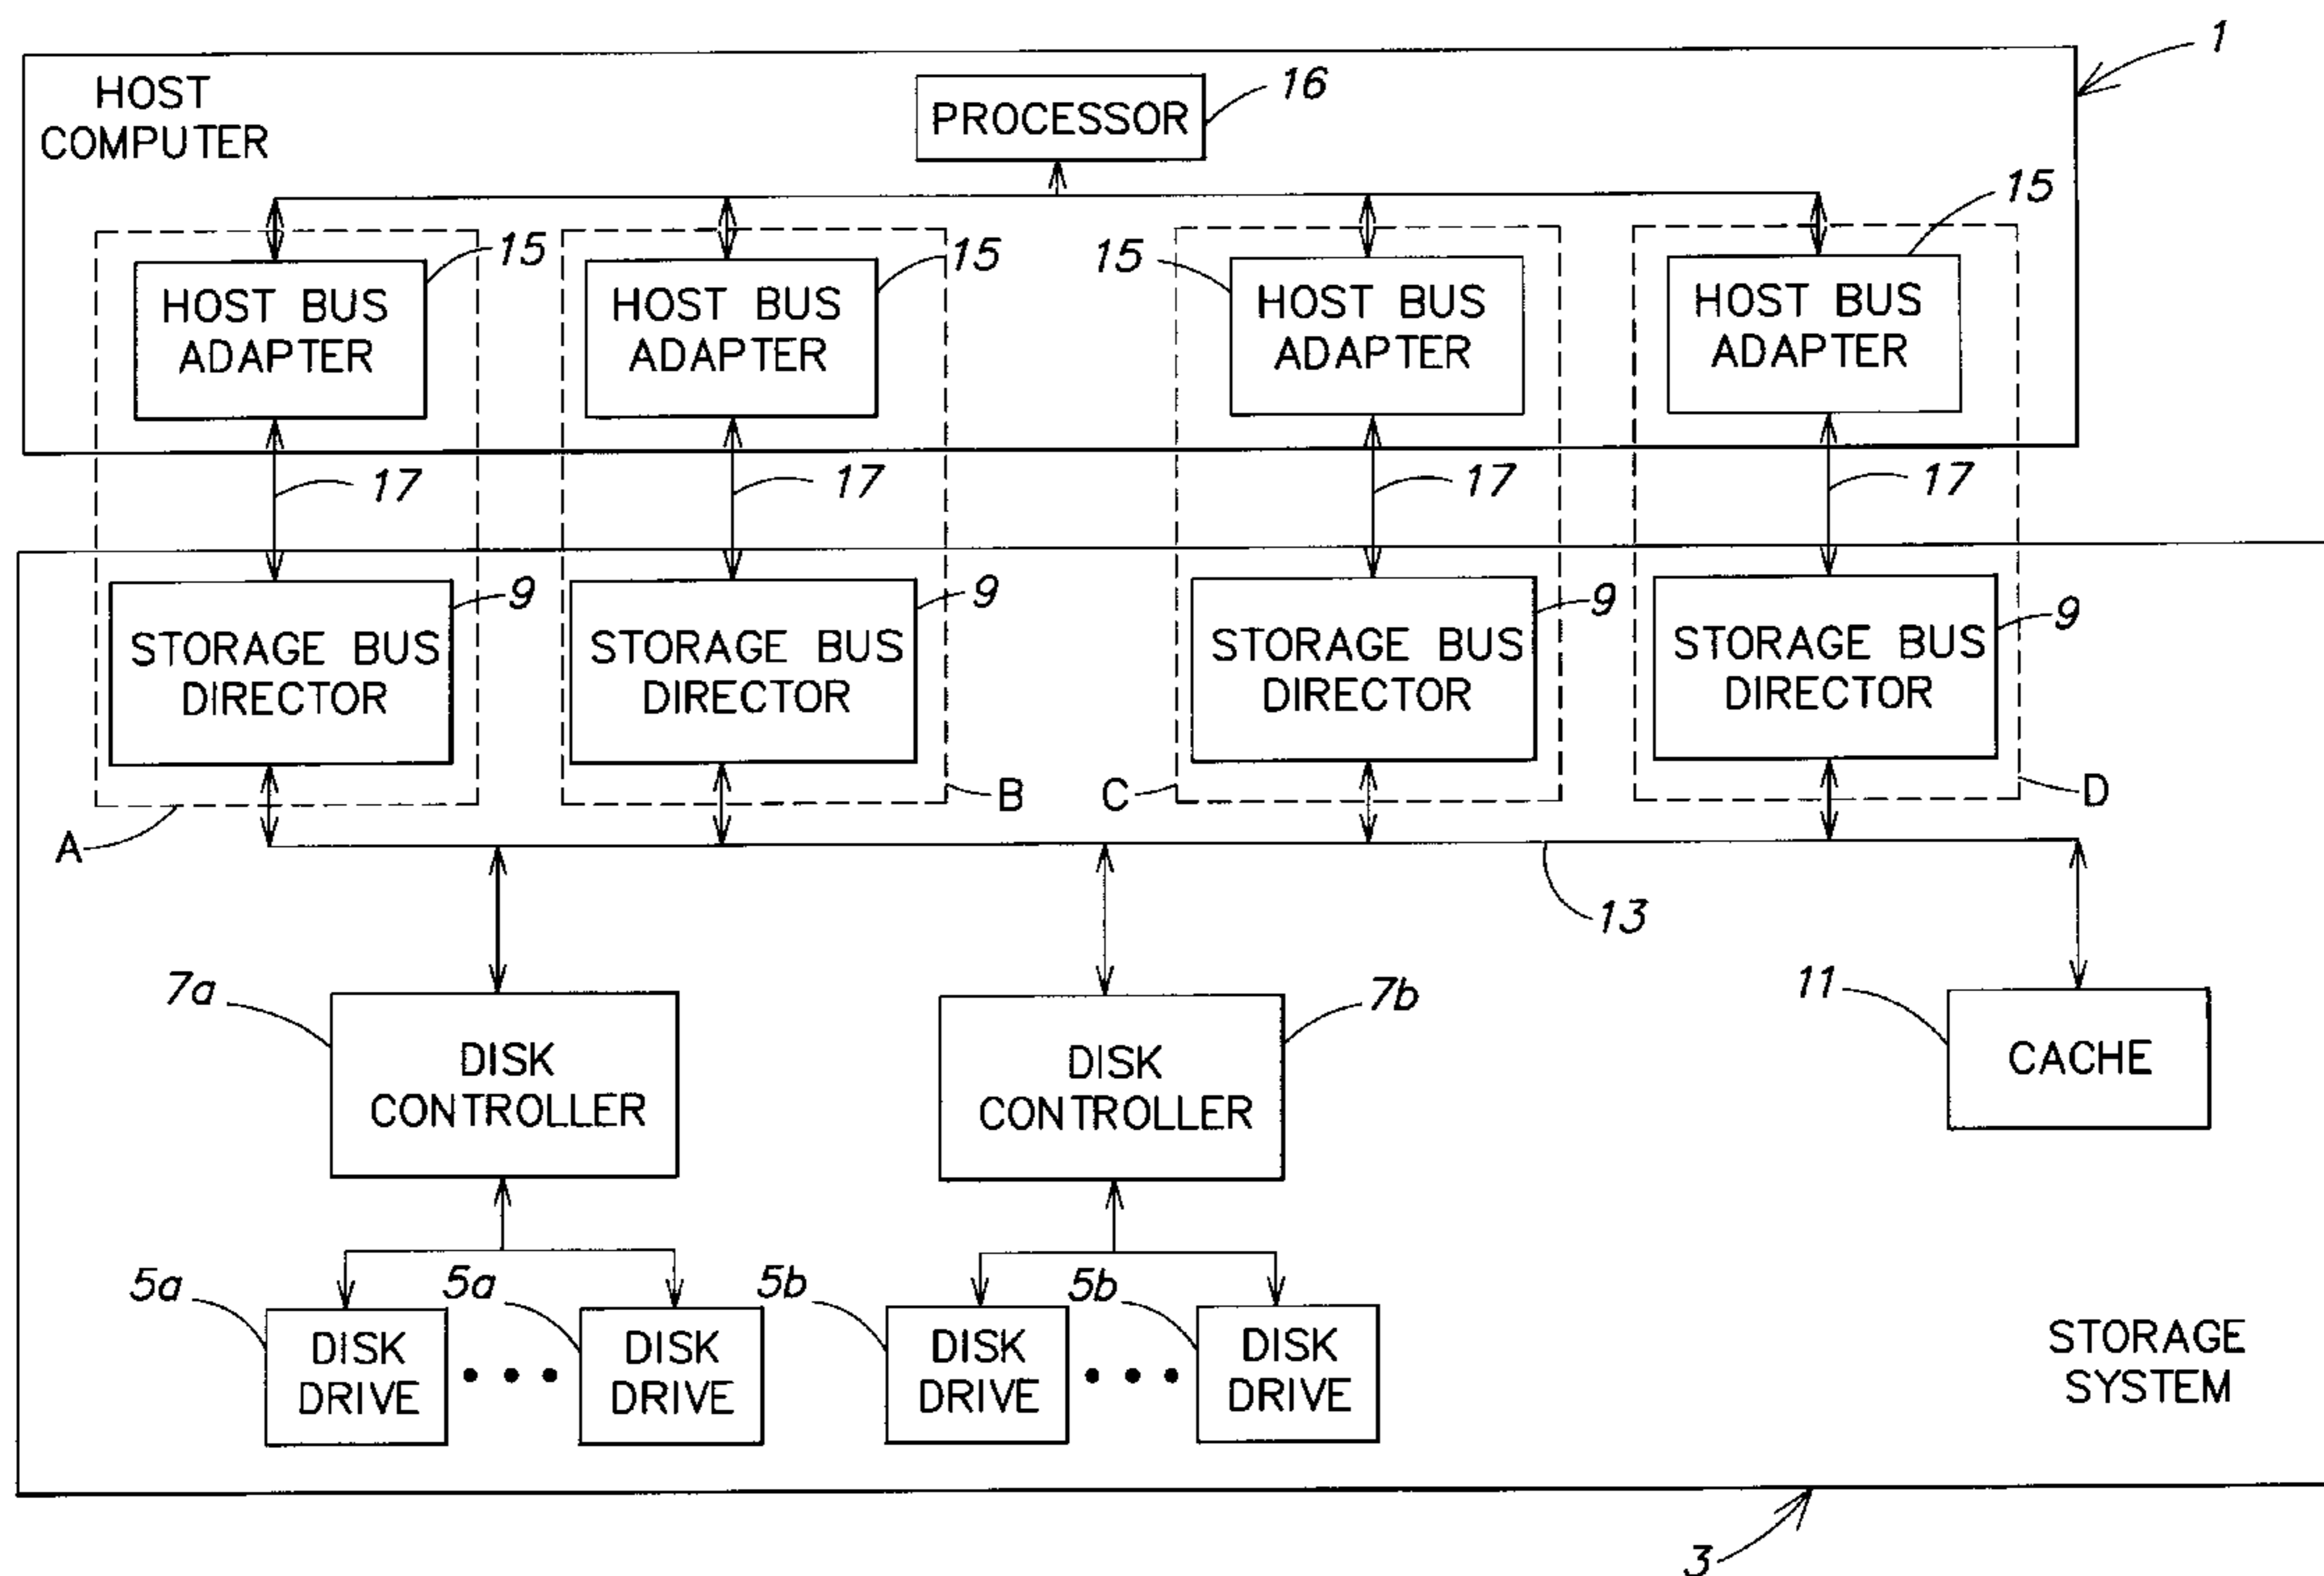 1
HOST
COMPUTER
PROCESSOR
16
15
15
15
15
HOST BUS
ADAPTER
HOST BUS
ADAPTER
HOST BUS
ADAPTER
HOST BUS
ADAPTER
17
17
17
17
9
9
9
9
STORAGE BUS
DIRECTOR
STORAGE BUS
DIRECTOR
STORAGE BUS
DIRECTOR
STORAGE BUS
DIRECTOR
A
B
C
D
13
7a
DISK
CONTROLLER
7b
DISK
CONTROLLER
11
CACHE
5a
DISK
DRIVE
5a
DISK
DRIVE
5b
DISK
DRIVE
5b
DISK
DRIVE
STORAGE
SYSTEM
3